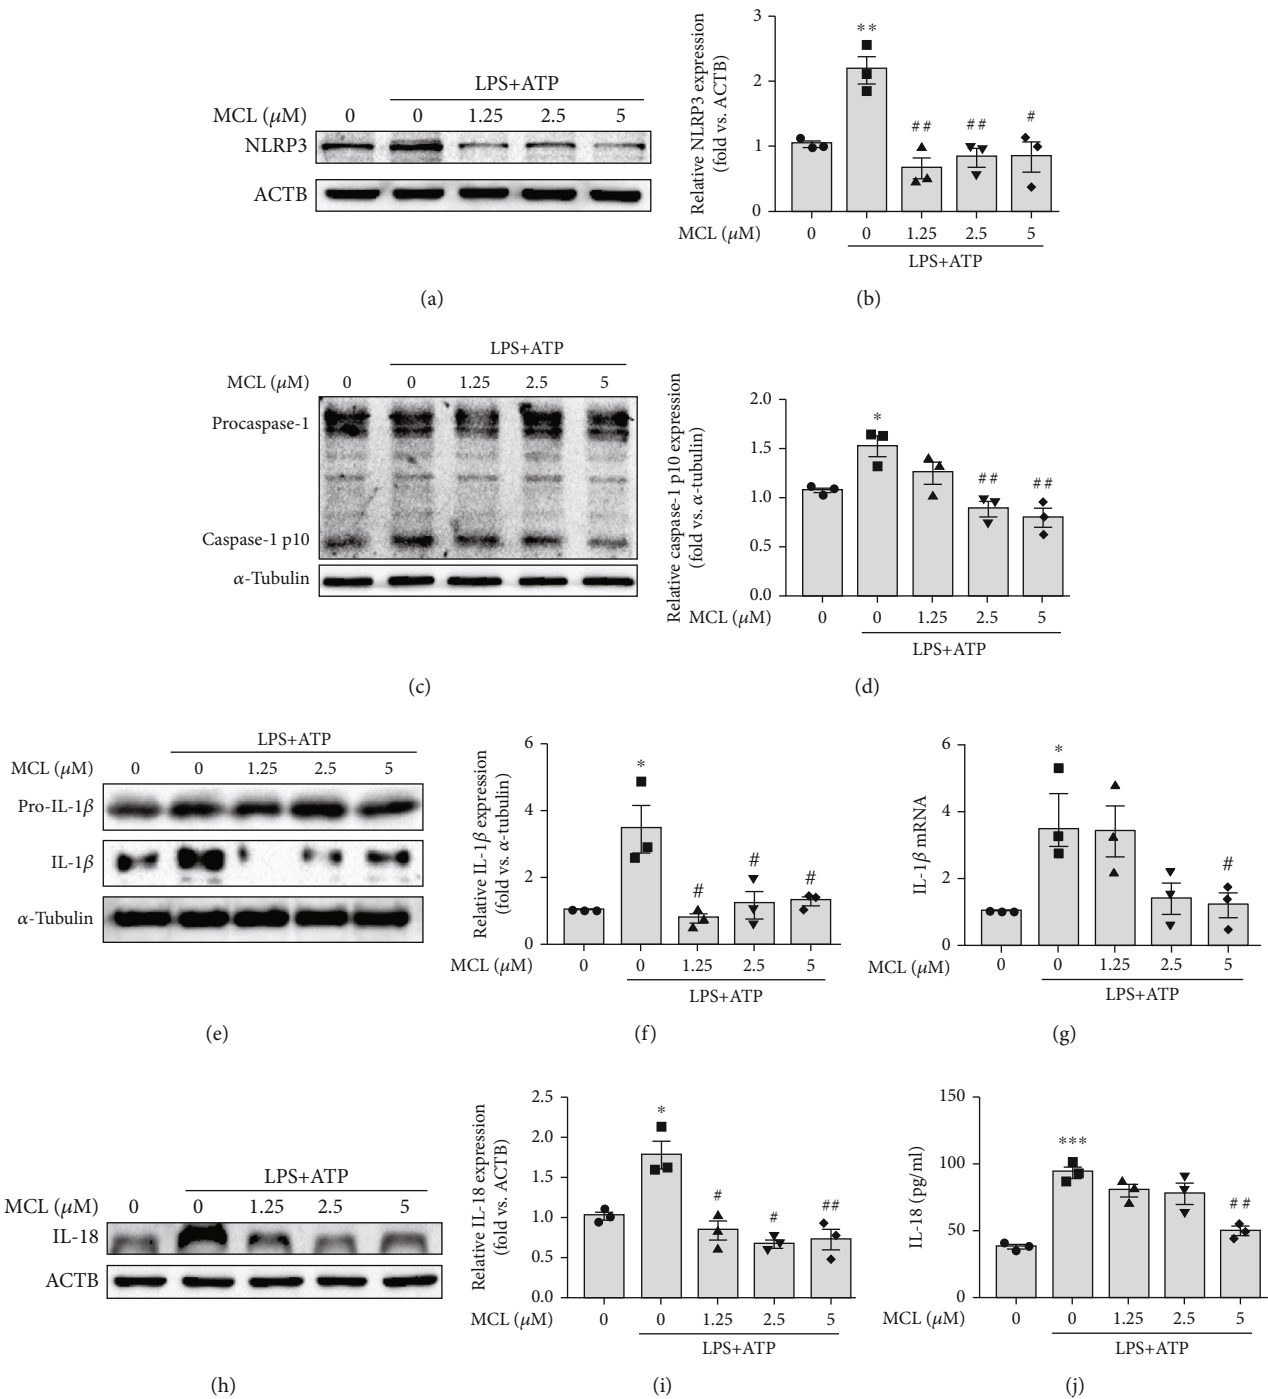 LPS+ATP
MCL (μM) 0 0 1.25 2.5 5
NLRP3
ACTB
(a)
Relative NLRP3 expression
(fold vs. ACTB)
3
2
1
0
**
##
##
#
MCL (μM) 0 0 1.25 2.5 5
LPS+ATP
(b)
LPS+ATP
MCL (μM) 0 0 1.25 2.5 5
Procaspase-1
Caspase-1 p10
α-Tubulin
(c)
Relative caspase-1 p10 expression
(fold vs. α-tubulin)
2.0
1.5
1.0
0.5
0.0
*
##
##
MCL (μM) 0 0 1.25 2.5 5
LPS+ATP
(d)
LPS+ATP
MCL (μM) 0 0 1.25 2.5 5
Pro-IL-1β
IL-1β
α-Tubulin
(e)
Relative IL-1β expression
(fold vs. α-tubulin)
6
4
2
0
*
#
#
#
MCL (μM) 0 0 1.25 2.5 5
LPS+ATP
(f)
IL-1β mRNA
6
4
2
0
*
#
MCL (μM) 0 0 1.25 2.5 5
LPS+ATP
(g)
LPS+ATP
MCL (μM) 0 0 1.25 2.5 5
IL-18
ACTB
(h)
Relative IL-18 expression
(fold vs. ACTB)
2.5
2.0
1.5
1.0
0.5
0.0
*
#
#
##
MCL (μM) 0 0 1.25 2.5 5
LPS+ATP
(i)
IL-18 (pg/ml)
150
100
50
0
***
##
MCL (μM) 0 0 1.25 2.5 5
LPS+ATP
(j)